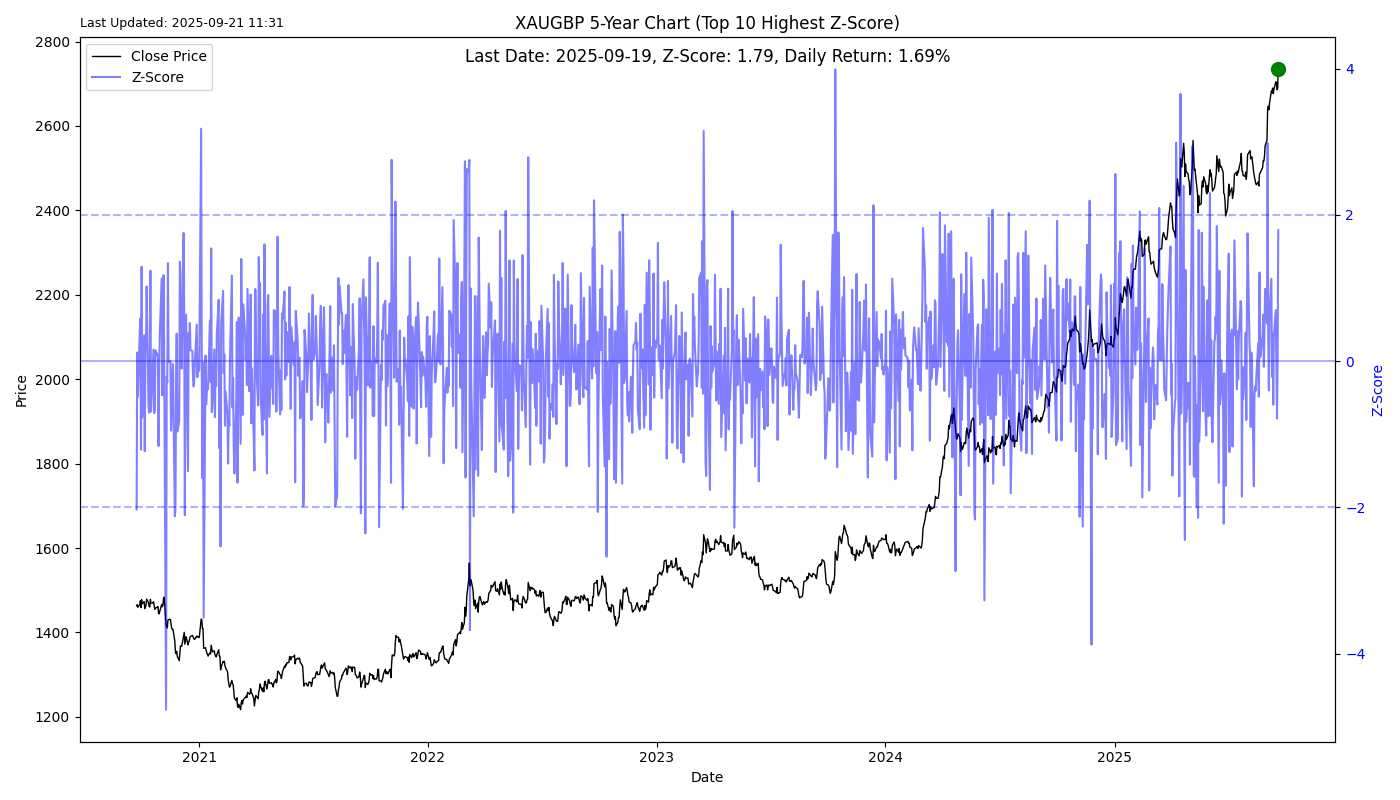 Last Updated: 2025-09-21 11:31
XAUGBP 5-Year Chart (Top 10 Highest Z-Score)
Last Date: 2025-09-19, Z-Score: 1.79, Daily Return: 1.69%
Close Price
Z-Score
2800
2600
2400
2200
2000
1800
1600
1400
1200
Price
4
2
0
−2
−4
Z-Score
2021
2022
2023
2024
2025
Date